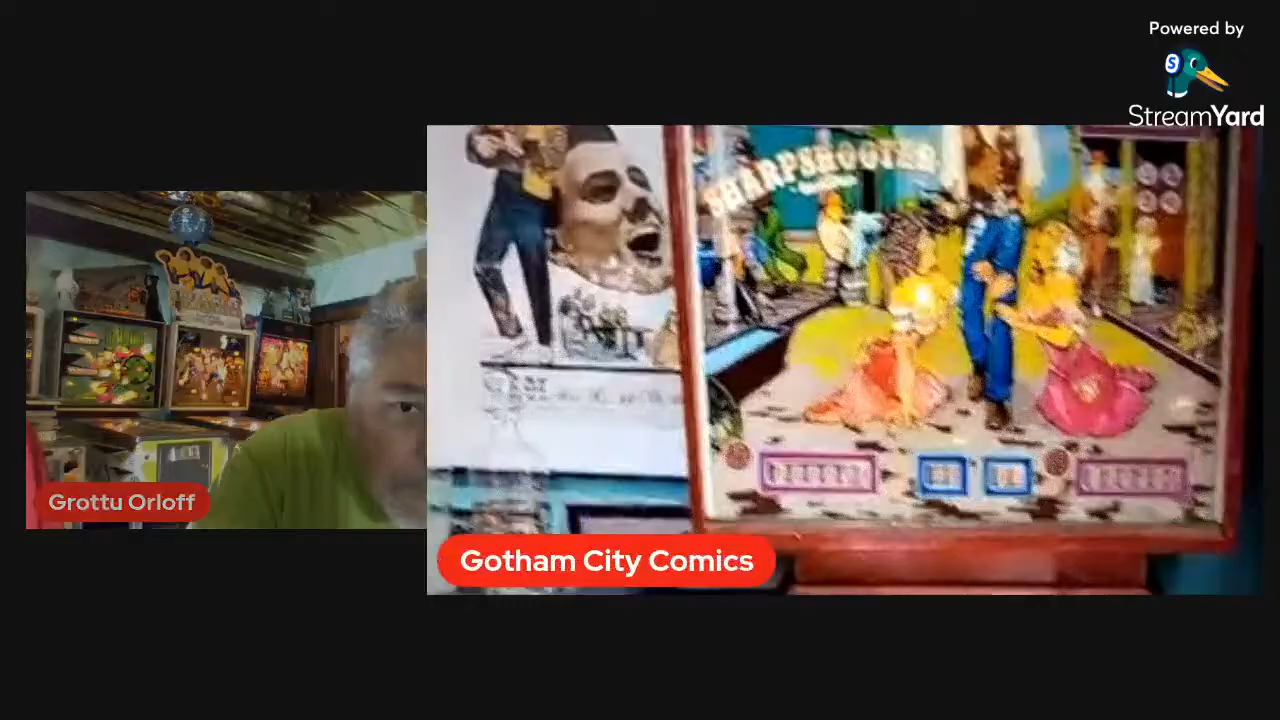 Powered by
StreamYard
SHARPSHOOTER
Grottu Orloff
Gotham City Comics